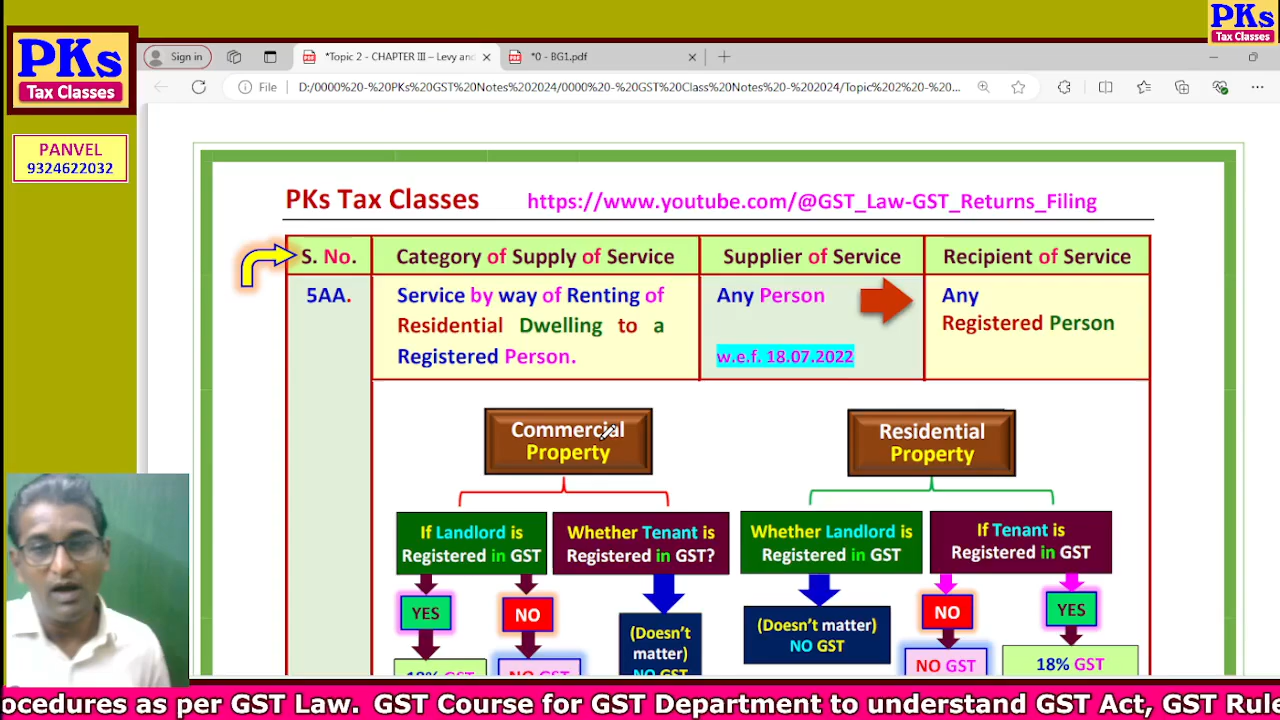 PKs
Tax Classes
PKs
Tax Classes
PANVEL
9324622032
Sign in
*Topic 2 - CHAPTER III – Levy anc
*0 - BG1.pdf
File
D:/0000%20-%20PKs%20GST%20Notes%202024/0000%20-%20GST%20Class%20Notes%20-%202024/Topic%202%20-%20...
PKs Tax Classes
https://www.youtube.com/@GST_Law-GST_Returns_Filing
S. No.
Category of Supply of Service
Supplier of Service
Recipient of Service
5AA.
Service by way of Renting of
Residential Dwelling to a
Registered Person.
Any Person
w.e.f. 18.07.2022
Any
Registered Person
Commercial
Property
Residential
Property
If Landlord is
Registered in GST
Whether Tenant is
Registered in GST?
Whether Landlord is
Registered in GST
If Tenant is
Registered in GST
YES
NO
(Doesn't
matter)
NO GST
(Doesn't matter)
NO GST
NO
YES
18% GST
NO GST
NO GST
18% GST
ocedures as per GST Law. GST Course for GST Department to understand GST Act, GST Rule